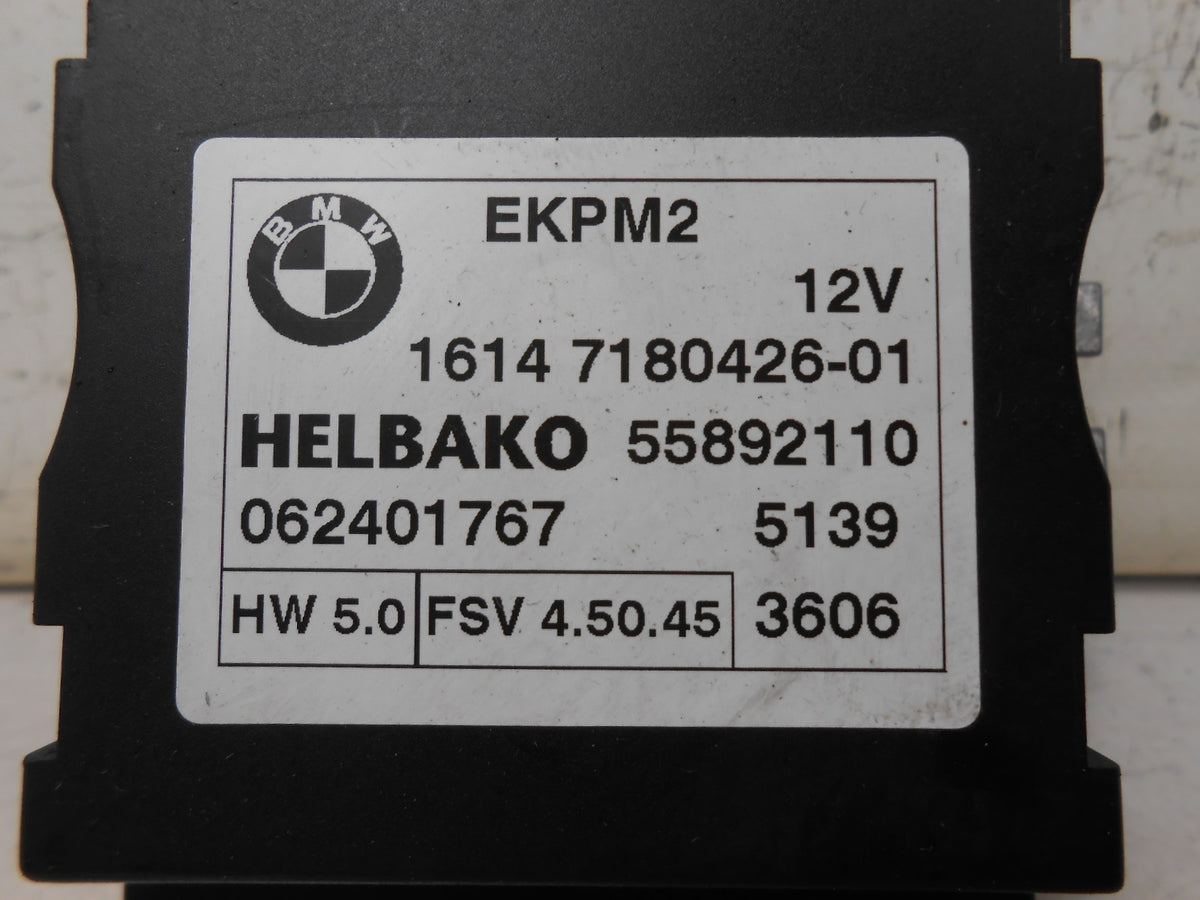 BMW
EKPM2
12V
1614 7180426-01
HELBAKO 55892110
062401767 5139
HW 5.0 FSV 4.50.45 3606